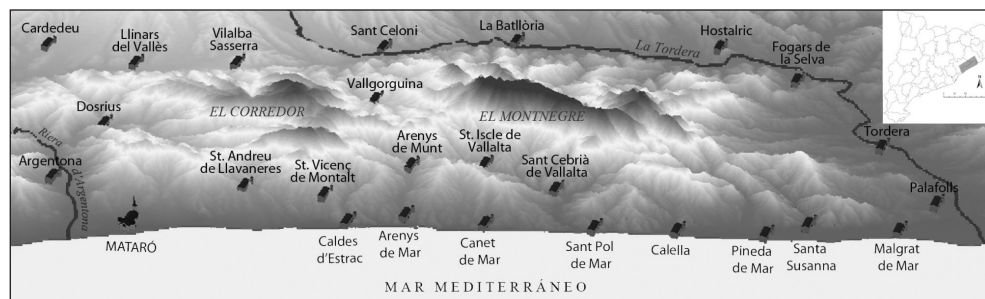 Cardedeu
Llinars
del Vallès
Vilalba
Sasserra
Sant Celoni
La Batllòria
La Tordera
Hostalric
Fogars de
la Selva
Vallgorguina
EL CORREDOR
EL MONTNEGRE
N
Dosrius
Riera
d'Argentona
Argentona
St. Andreu
de Llavaneres
St. Vicenç
de Montalt
Arenys
de Munt
St. Iscle de
Vallalta
Sant Cebrià
de Vallalta
Tordera
Palafolls
MATARÓ
Caldes
d'Estrac
Arenys
de Mar
Canet
de Mar
Sant Pol
de Mar
Calella
Pineda
de Mar
Santa
Susanna
Malgrat
de Mar
MAR MEDITERRÁNEO